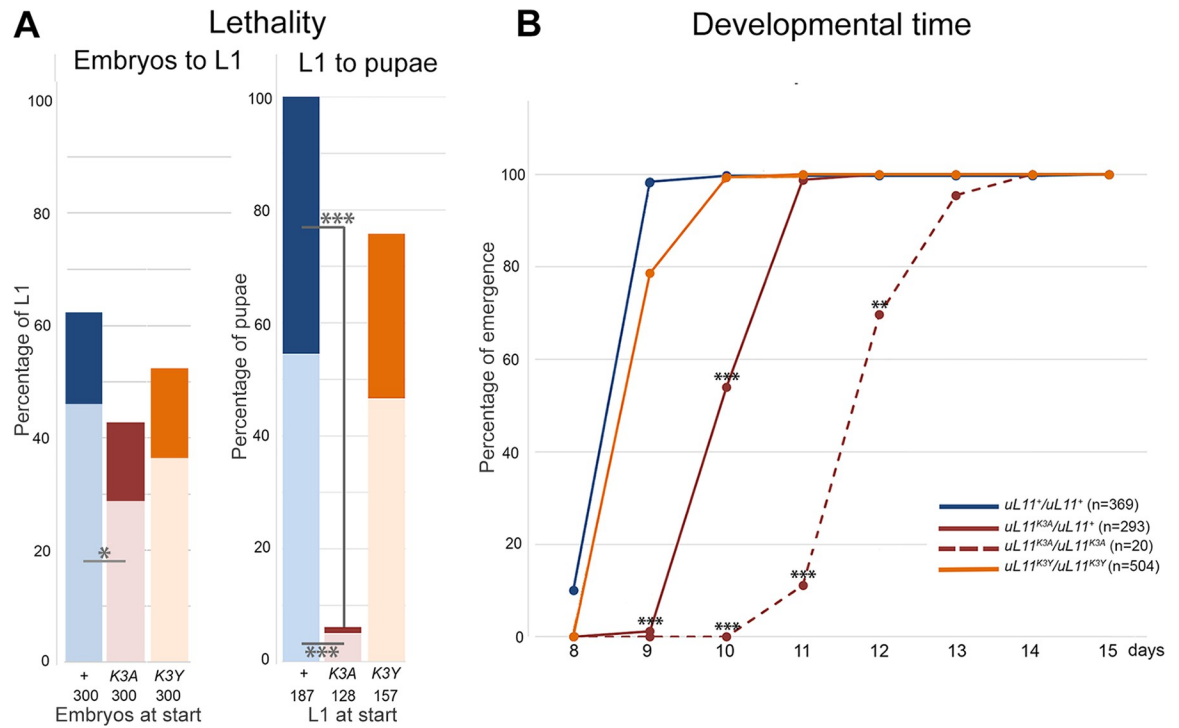 A
Lethality
Embryos to L1
L1 to pupae
Percentage of L1
100
80
60
40
20
0
*
+
K3A
K3Y
300
300
300
Embryos at start
Percentage of pupae
100
80
60
40
20
0
***
***
+
K3A
K3Y
187
128
157
L1 at start
B
Developmental time
Percentage of emergence
100
80
60
40
20
0
***
***
***
***
**
8 9 10 11 12 13 14 15 days
uL11⁺/uL11⁺ (n=369)
uL11ᴷ³ᴬ/uL11⁺ (n=293)
uL11ᴷ³ᴬ/uL11ᴷ³ᴬ (n=20)
uL11ᴷ³ʸ/uL11ᴷ³ʸ (n=504)